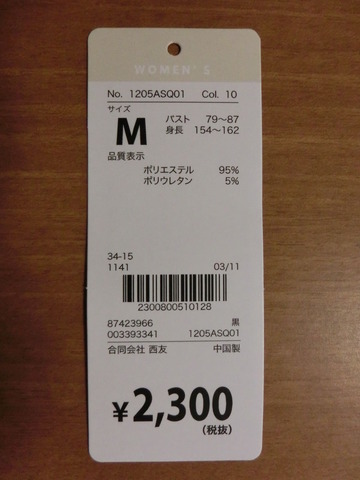 WOMEN'S
No. 1205ASQ01 Col. 10
サイズ
M
バスト 79〜87
身長 154〜162
品質表示
ポリエステル 95%
ポリウレタン 5%
34-15
1141 03/11
2300800510128
87423966 黒
003393341 1205ASQ01
合同会社 西友 中国製
¥2,300
(税抜)